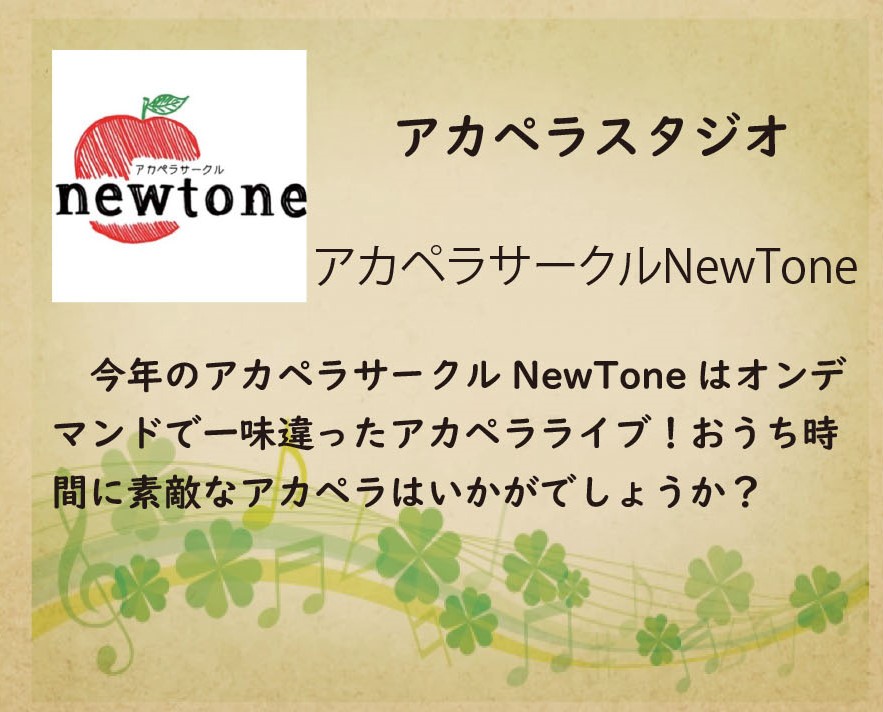 アカペラスタジオ
アカペラサークル
newtone
アカペラサークルNewTone
今年のアカペラサークル NewTone はオンデ
マンドで一味違ったアカペラライブ！おうち時
間に素敵なアカペラはいかがでしょうか？